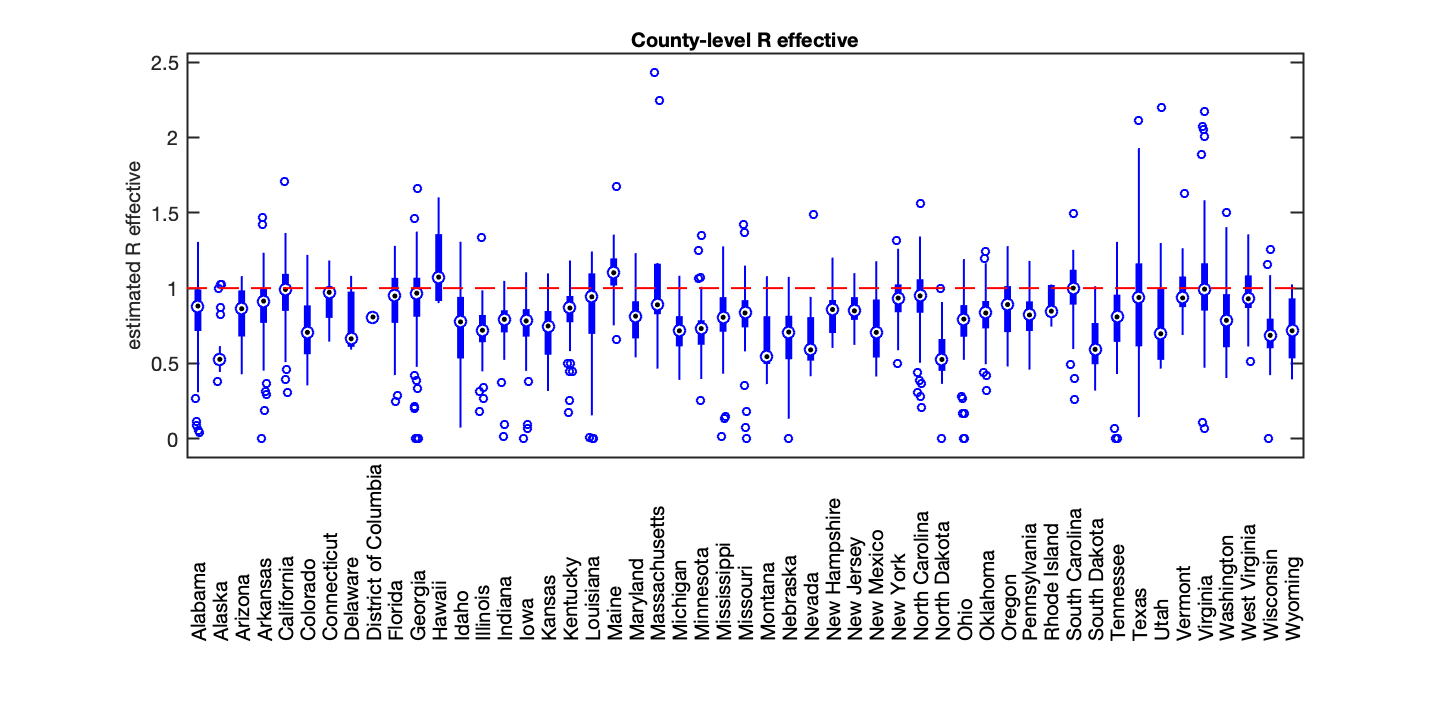 County-level R effective
estimated R effective
2.5
2
1.5
1
0.5
0
Alabama
Alaska
Arizona
Arkansas
California
Colorado
Connecticut
Delaware
District of Columbia
Florida
Georgia
Hawaii
Idaho
Illinois
Indiana
Iowa
Kansas
Kentucky
Louisiana
Maine
Maryland
Massachusetts
Michigan
Minnesota
Mississippi
Missouri
Montana
Nebraska
Nevada
New Hampshire
New Jersey
New Mexico
New York
North Carolina
North Dakota
Ohio
Oklahoma
Oregon
Pennsylvania
Rhode Island
South Carolina
South Dakota
Tennessee
Texas
Utah
Vermont
Virginia
Washington
West Virginia
Wisconsin
Wyoming